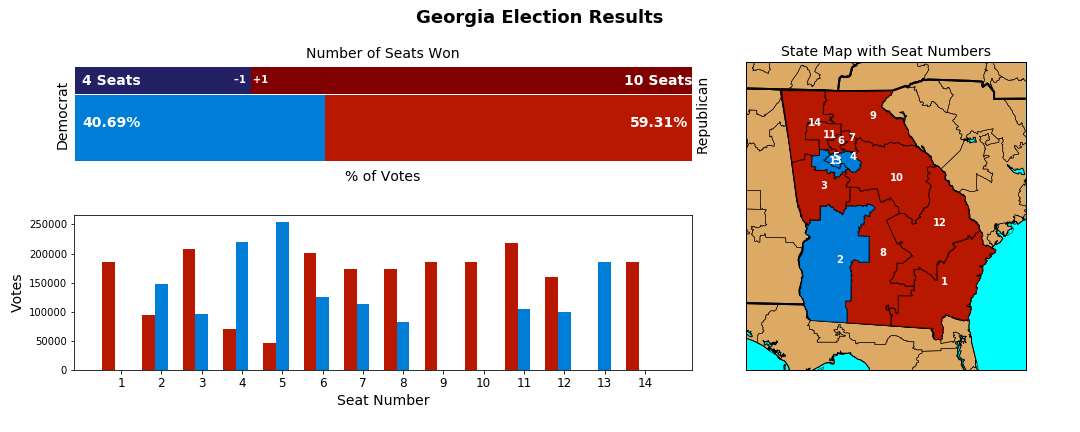 Georgia Election Results
Number of Seats Won
State Map with Seat Numbers
Democrat
4 Seats
–1
+1
10 Seats
Republican
40.69%
59.31%
% of Votes
Votes
250000
200000
150000
100000
50000
0
1 2 3 4 5 6 7 8 9 10 11 12 13 14
Seat Number
9
14
11
7
6
5
4
13
3
10
12
2
8
1